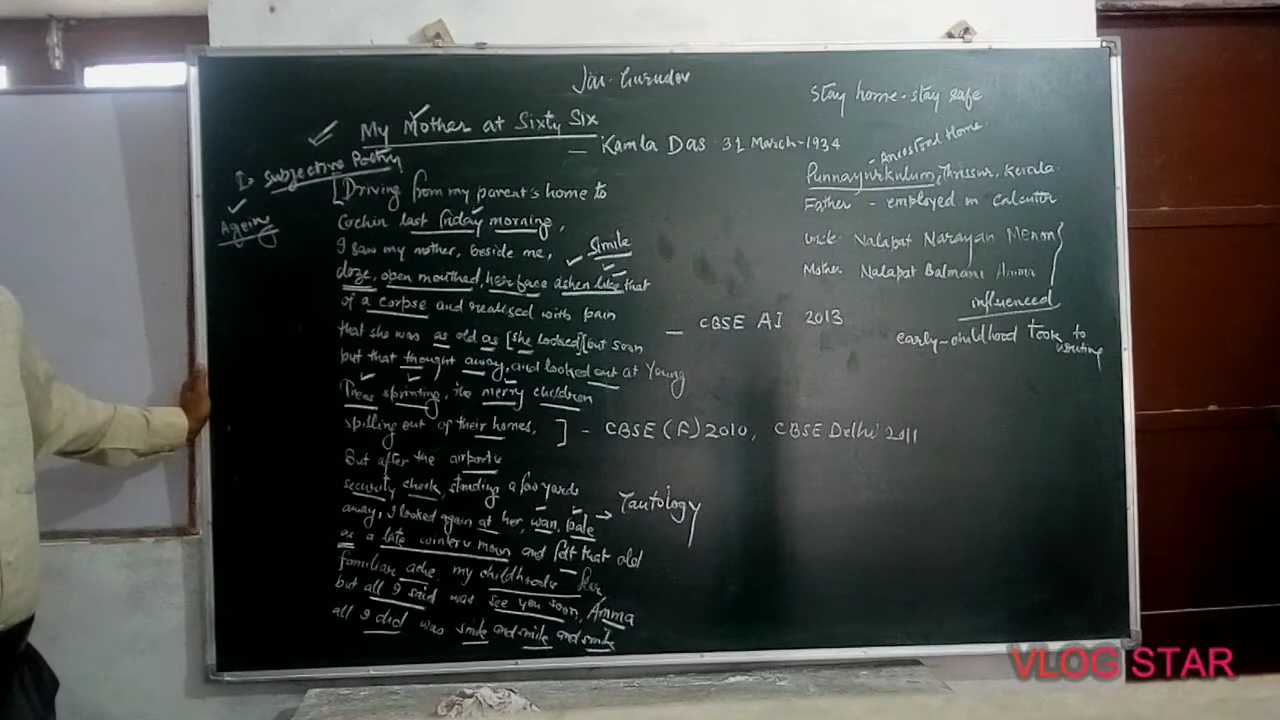 Jai Gurudev
Stay home - stay safe
My Mother at Sixty Six
— Kamla Das 31 March - 1934
Subjective Poetry
Ageing
[Driving from my parent's home to
Cochin last friday morning,
I saw my mother, beside me,
Simile
doze, open mouthed, her face ashen like that
of a corpse and realised with pain
that she was as old as [she looked] [but soon
but that thought away, and looked out at Young
Trees sprinting, the merry children
spilling out of their homes, ]
— CBSE AI 2013
- CBSE (F) 2010, CBSE Delhi 2011
But after the airport's
security check, standing a few yards
away, I looked again at her, wan, pale → Tautology
as a late winter's moon and felt that old
familiar ache, my childhoods fear
but all I said was see you soon, Amma
all I did was smile and smile and smile
- Ancestral Home
Punnayurkulum, Thrissur, Kerala
Father - employed in Calcutta
Uncle Nalapat Narayan Menon
Mother Nalapat Balmani Amma
influenced
early - childhood took to
writing
VLOG STAR